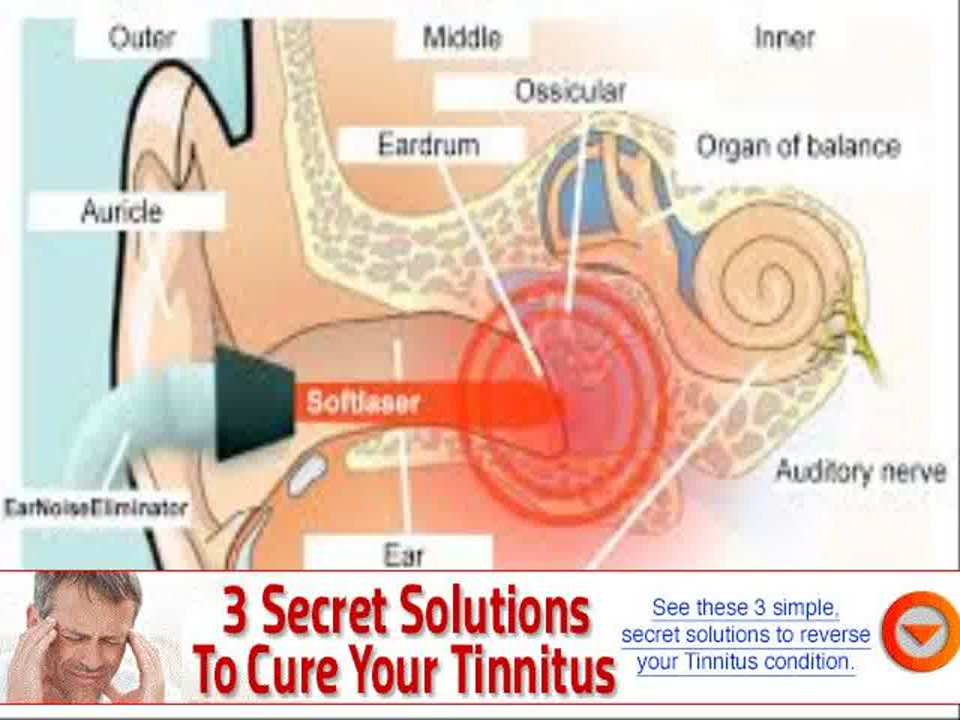 Outer
Middle
Inner
Ossicular
Eardrum
Organ of balance
Auricle
Softlaser
Auditory nerve
EarNoiseEliminator
Ear
3 Secret Solutions
To Cure Your Tinnitus
See these 3 simple,
secret solutions to reverse
your Tinnitus condition.